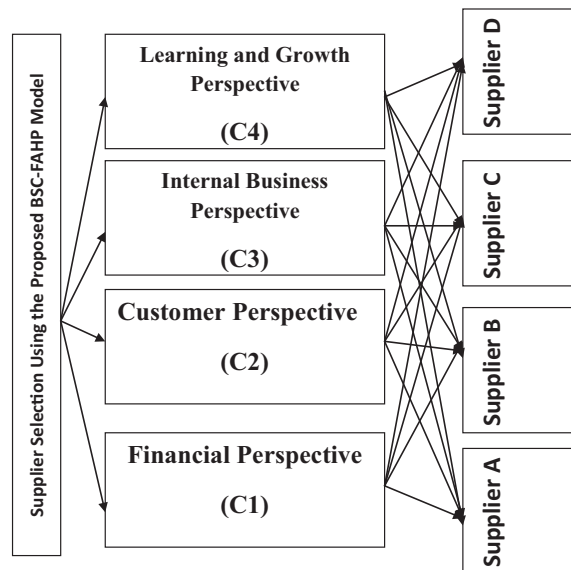 Supplier Selection Using the Proposed BSC-FAHP Model
Learning and Growth
Perspective
(C4)
Internal Business
Perspective
(C3)
Customer Perspective
(C2)
Financial Perspective
(C1)
Supplier D
Supplier C
Supplier B
Supplier A